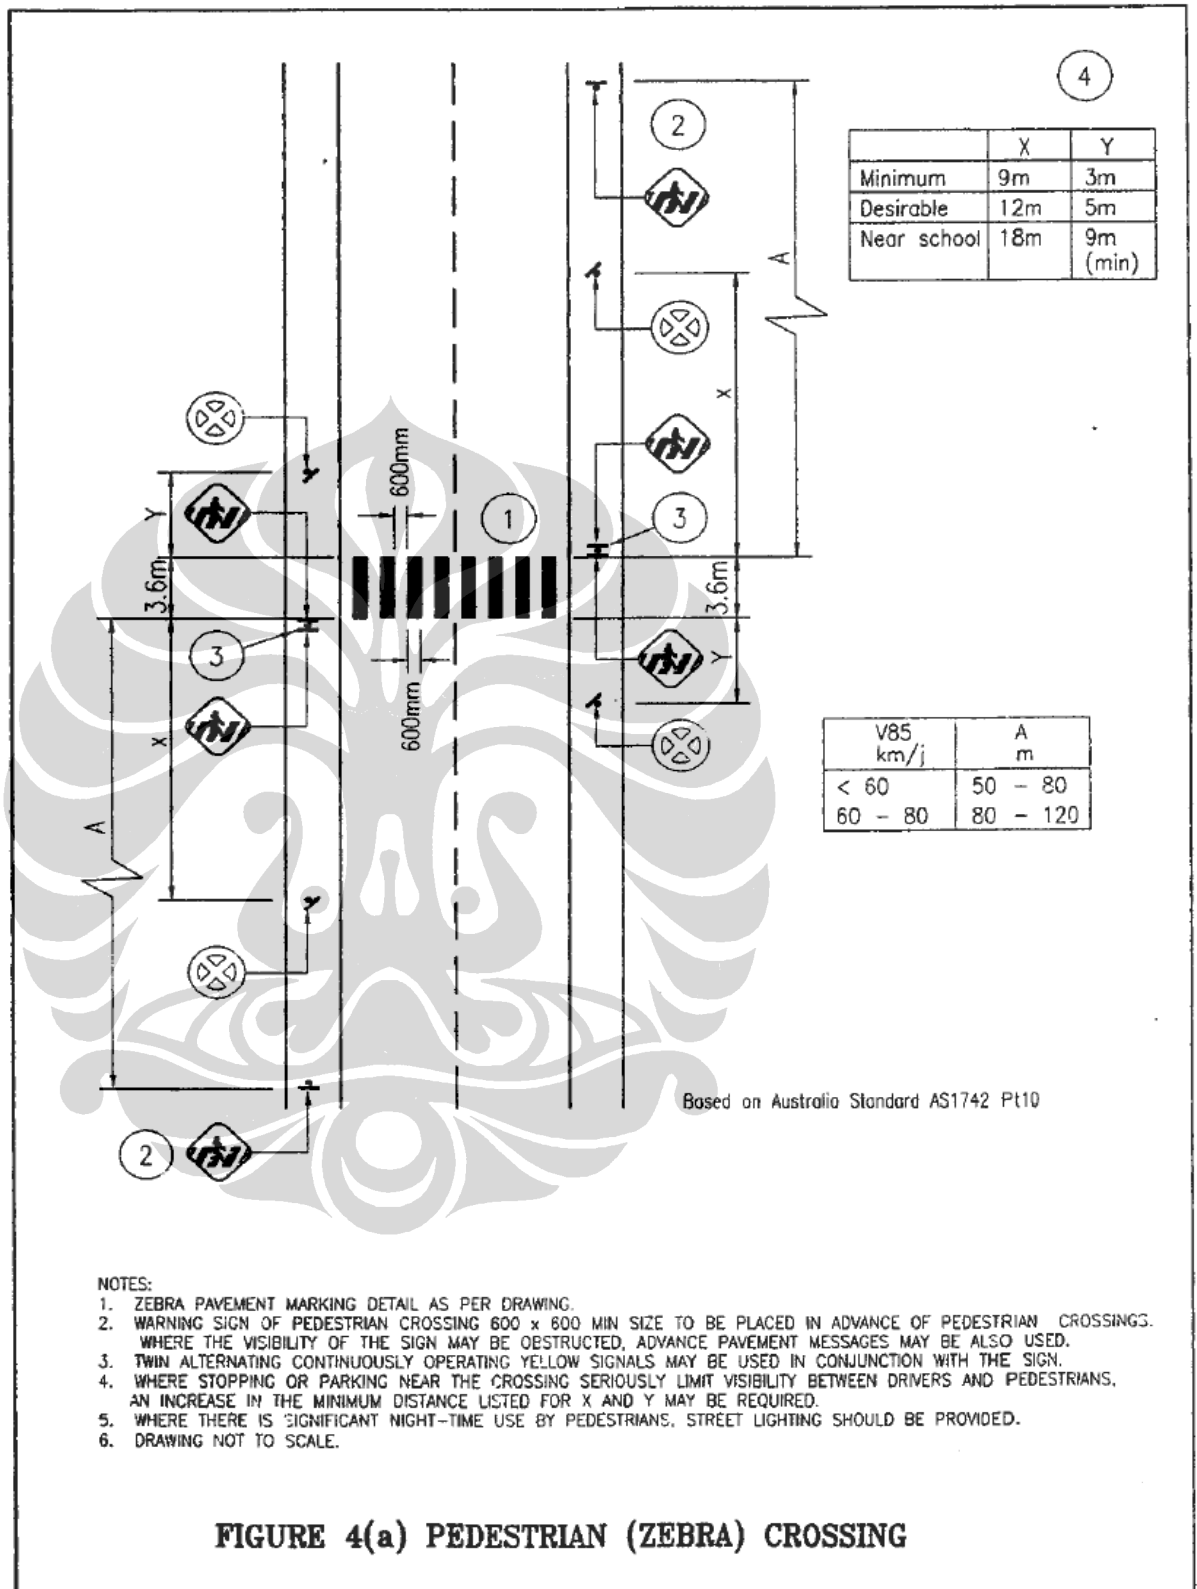 4
2
X Y
Minimum 9m 3m
Desirable 12m 5m
Near school 18m 9m
(min)
A
X
600mm
1
3
Y
3.6m
3.6m
3
Y
600mm
X
V85 A
km/j m
< 60 50 - 80
60 - 80 80 - 120
A
Based on Australia Standard AS1742 Pt10
2
NOTES:
1. ZEBRA PAVEMENT MARKING DETAIL AS PER DRAWING.
2. WARNING SIGN OF PEDESTRIAN CROSSING 600 x 600 MIN SIZE TO BE PLACED IN ADVANCE OF PEDESTRIAN CROSSINGS.
WHERE THE VISIBILITY OF THE SIGN MAY BE OBSTRUCTED, ADVANCE PAVEMENT MESSAGES MAY BE ALSO USED.
3. TWIN ALTERNATING CONTINUOUSLY OPERATING YELLOW SIGNALS MAY BE USED IN CONJUNCTION WITH THE SIGN.
4. WHERE STOPPING OR PARKING NEAR THE CROSSING SERIOUSLY LIMIT VISIBILITY BETWEEN DRIVERS AND PEDESTRIANS,
AN INCREASE IN THE MINIMUM DISTANCE LISTED FOR X AND Y MAY BE REQUIRED.
5. WHERE THERE IS SIGNIFICANT NIGHT-TIME USE BY PEDESTRIANS, STREET LIGHTING SHOULD BE PROVIDED.
6. DRAWING NOT TO SCALE.
FIGURE 4(a) PEDESTRIAN (ZEBRA) CROSSING